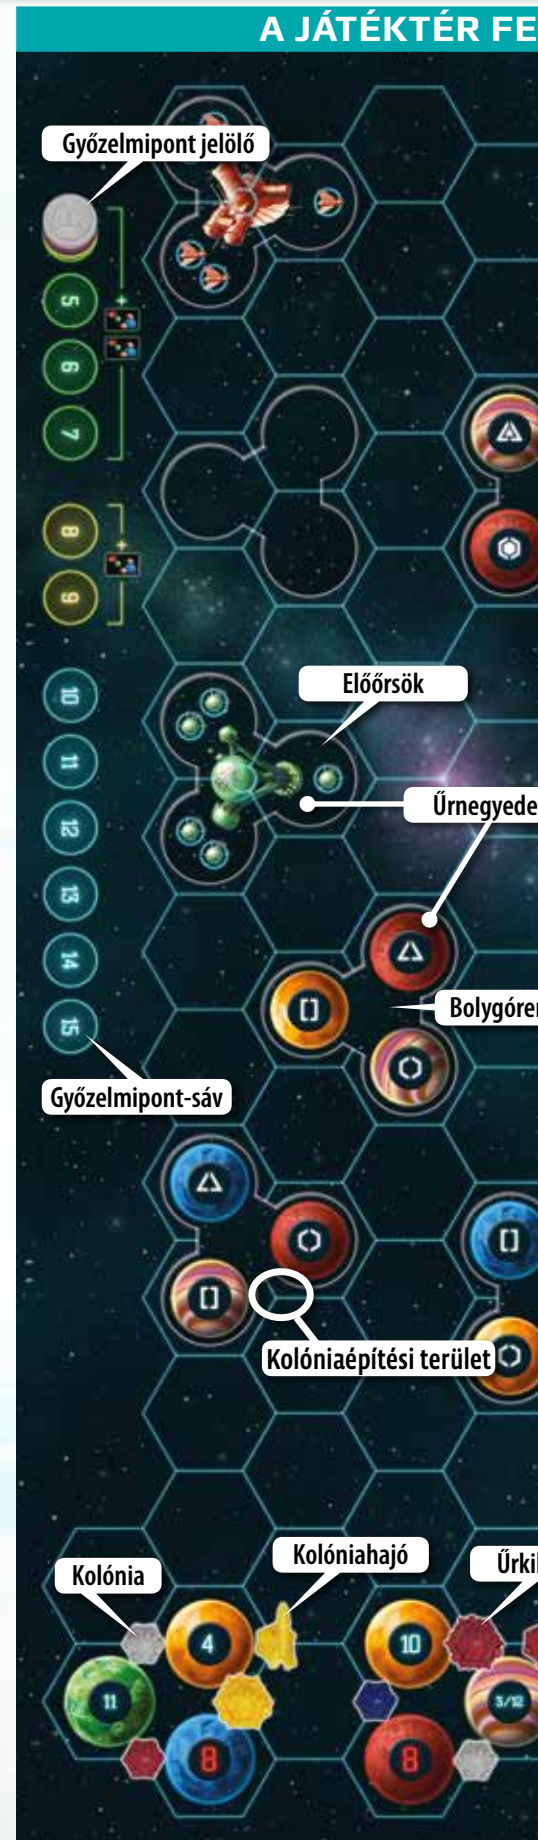 A JÁTÉKTÉR FE
Győzelmipont jelölő
5
6
7
8
9
Előőrsök
10
11
Űrnegyede
12
13
14
Bolygóre
15
Győzelmipont-sáv
Kolóniaépítési terület
Kolóniahajó
Kolónia
Űrki
4
10
11
3/12
8
8